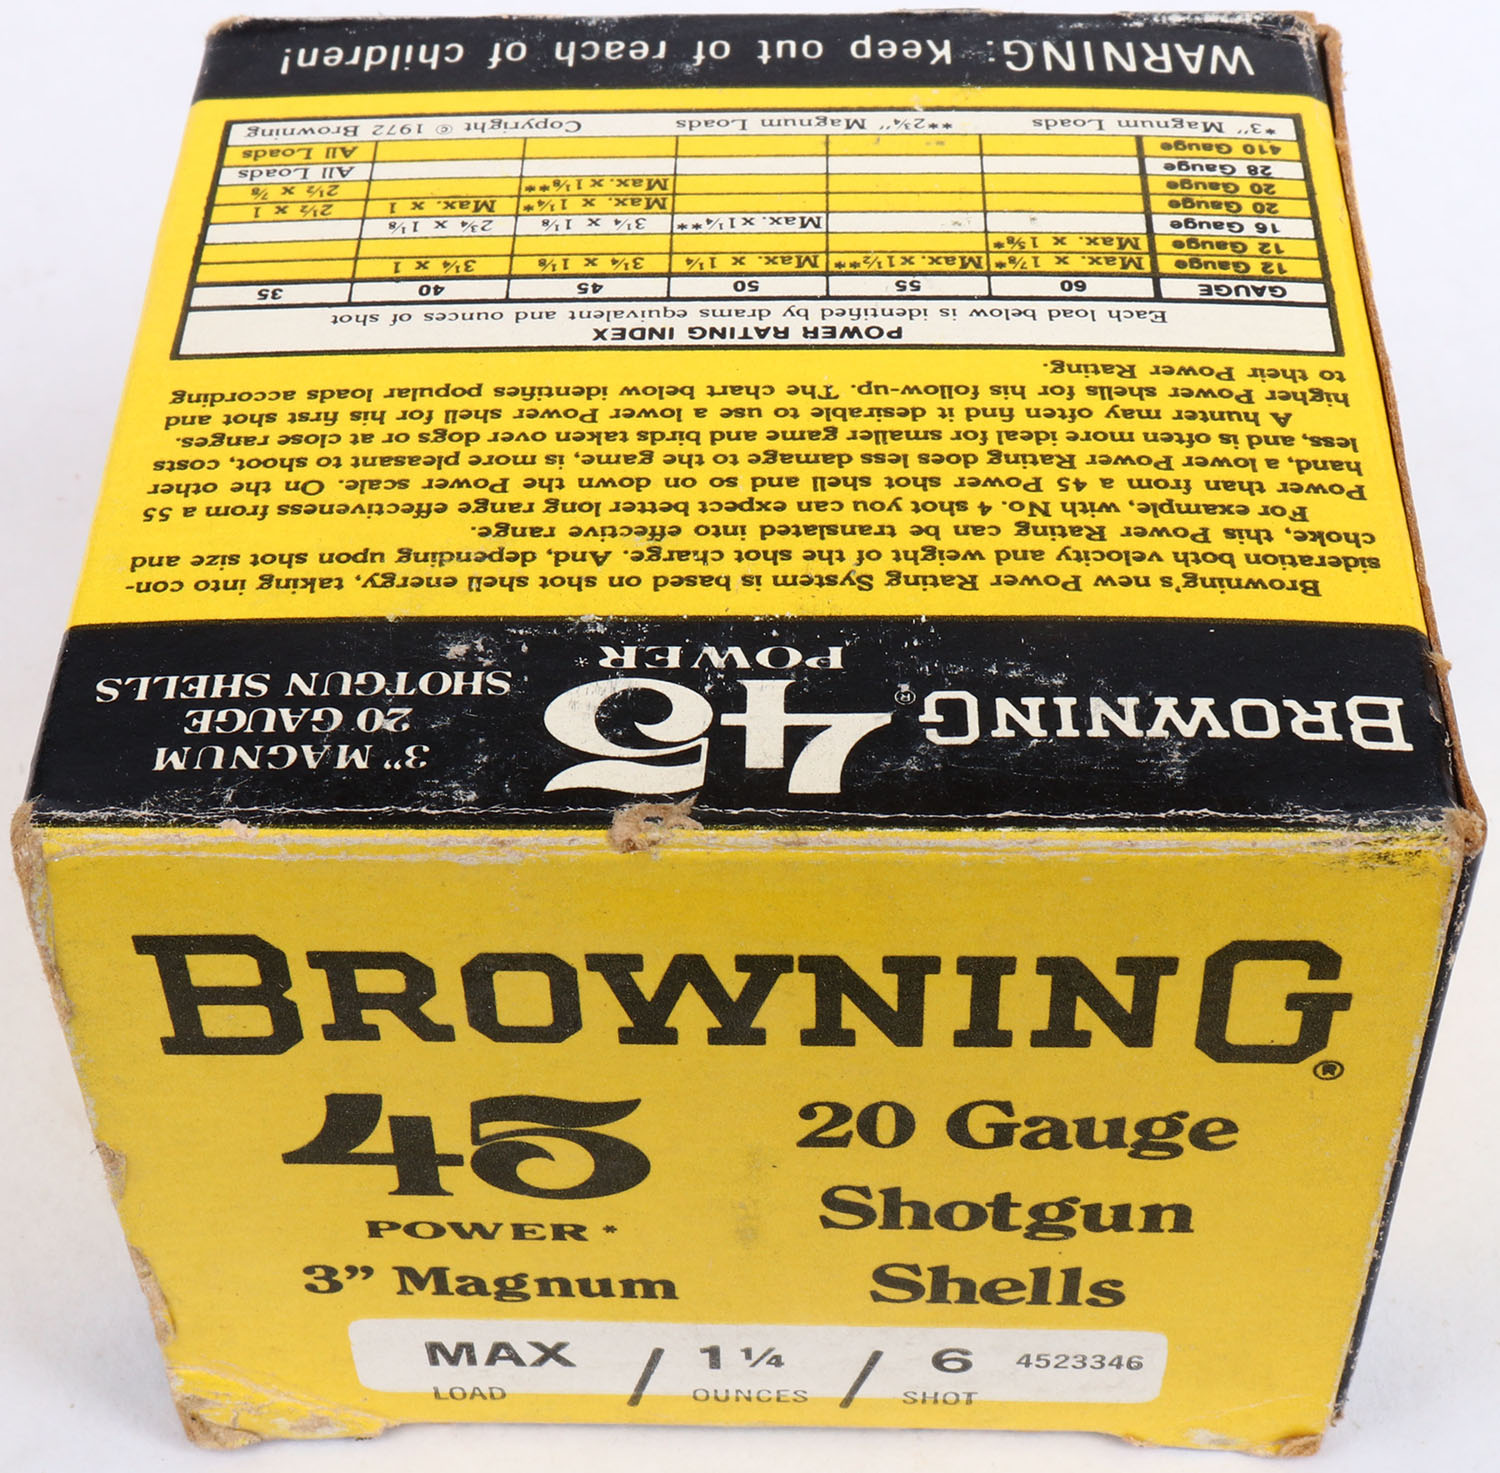 BROWNING®
45
POWER*
3" MAGNUM
20 GAUGE
SHOTGUN SHELLS
Browning's new Power Rating System is based on shot shell energy, taking into con-
sideration both velocity and weight of the shot charge. And, depending upon shot size and
choke, this Power Rating can be translated into effective range.
For example, with No. 4 shot you can expect better long range effectiveness from a 55
Power than from a 45 Power shot shell and so on down the Power scale. On the other
hand, a lower Power Rating does less damage to the game, is more pleasant to shoot, costs
less, and is often more ideal for smaller game and birds taken over dogs or at close ranges.
A hunter may often find it desirable to use a lower Power shell for his first shot and
higher Power shells for his follow-up. The chart below identifies popular loads according
to their Power Rating.
POWER RATING INDEX
Each load below is identified by drams equivalent and ounces of shot
GAUGE 60 55 50 45 40 35
12 Gauge Max. x 1⅞* Max. x 1½** Max. x 1¼ 3¼ x 1⅛ 3¼ x 1
12 Gauge Max. x 1⅝*
16 Gauge Max. x 1¼** 3¼ x 1⅛ 2¾ x 1⅛
20 Gauge Max. x 1¼* Max. x 1 2½ x 1
20 Gauge Max. x 1⅛** 2½ x ⅞
28 Gauge All Loads
410 Gauge All Loads
*3" Magnum Loads **2¾" Magnum Loads Copyright © 1972 Browning
WARNING: Keep out of reach of children!
BROWNING®
45
POWER*
3” Magnum
20 Gauge
Shotgun
Shells
MAX / 1 ¼ / 6 4523346
LOAD OUNCES SHOT